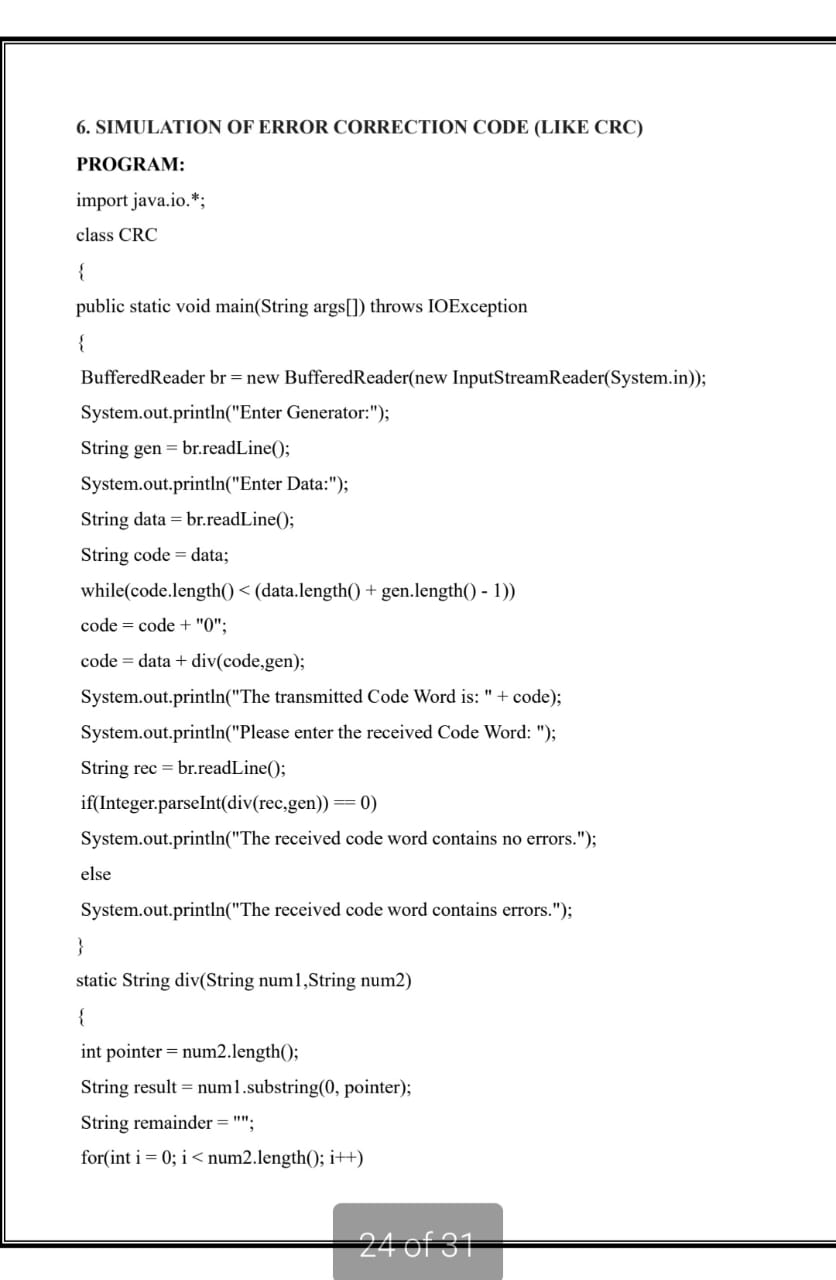 6. SIMULATION OF ERROR CORRECTION CODE (LIKE CRC)
PROGRAM:
import java.io.*;
class CRC
{
public static void main(String args[]) throws IOException
{
BufferedReader br = new BufferedReader(new InputStreamReader(System.in));
System.out.println("Enter Generator:");
String gen = br.readLine();
System.out.println("Enter Data:");
String data = br.readLine();
String code = data;
while(code.length() < (data.length() + gen.length() - 1))
code = code + "0";
code = data + div(code,gen);
System.out.println("The transmitted Code Word is: " + code);
System.out.println("Please enter the received Code Word: ");
String rec = br.readLine();
if(Integer.parseInt(div(rec,gen)) == 0)
System.out.println("The received code word contains no errors.");
else
System.out.println("The received code word contains errors.");
}
static String div(String num1,String num2)
{
int pointer = num2.length();
String result = num1.substring(0, pointer);
String remainder = "";
for(int i = 0; i < num2.length(); i++)
24 of 31